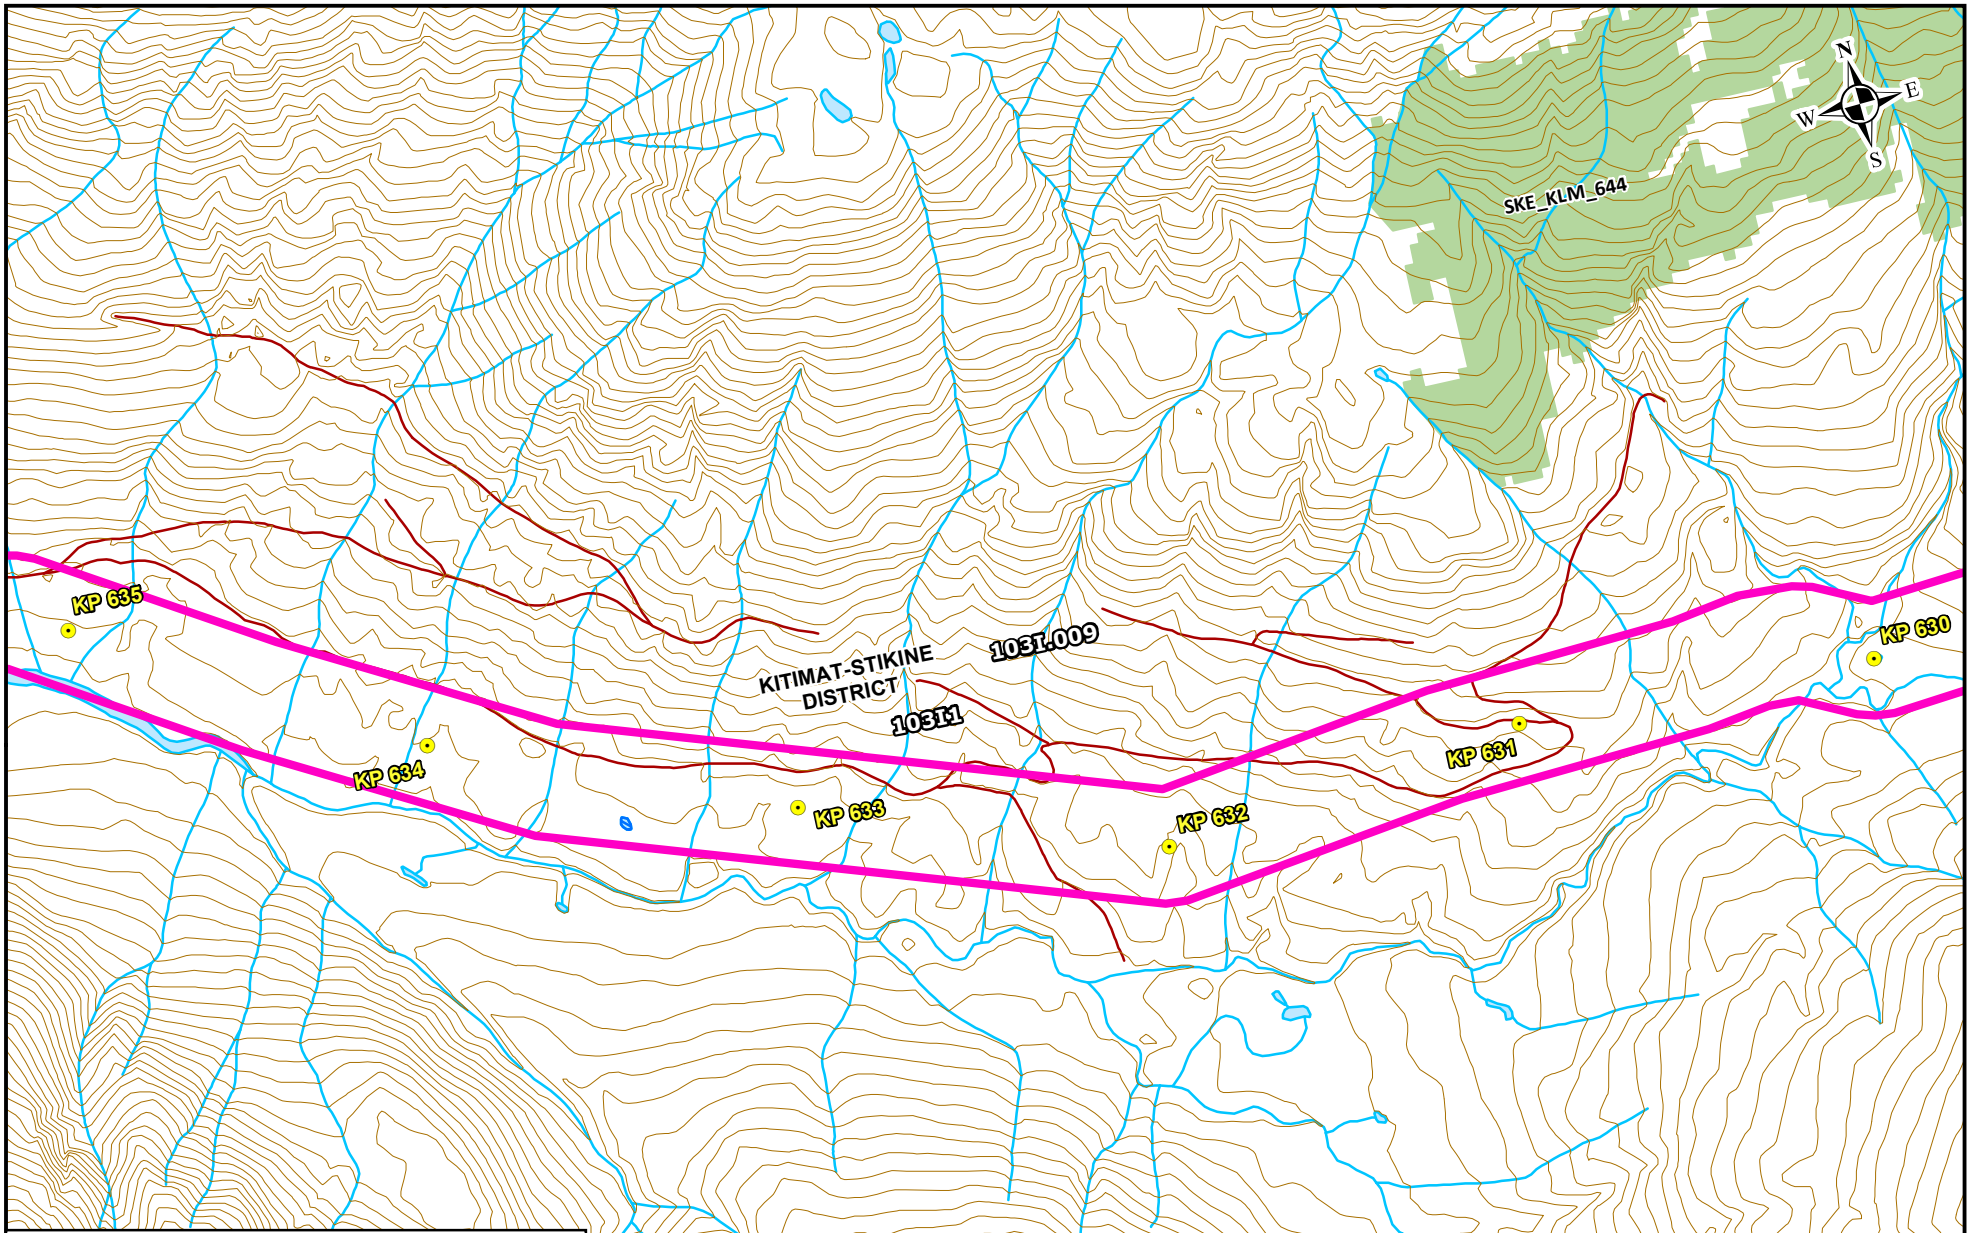 N
W
E
S
SKE_KLM_644
KP 635
KP 630
103I.009
KITIMAT-STIKINE
DISTRICT
103I1
KP 631
KP 634
KP 633
KP 632